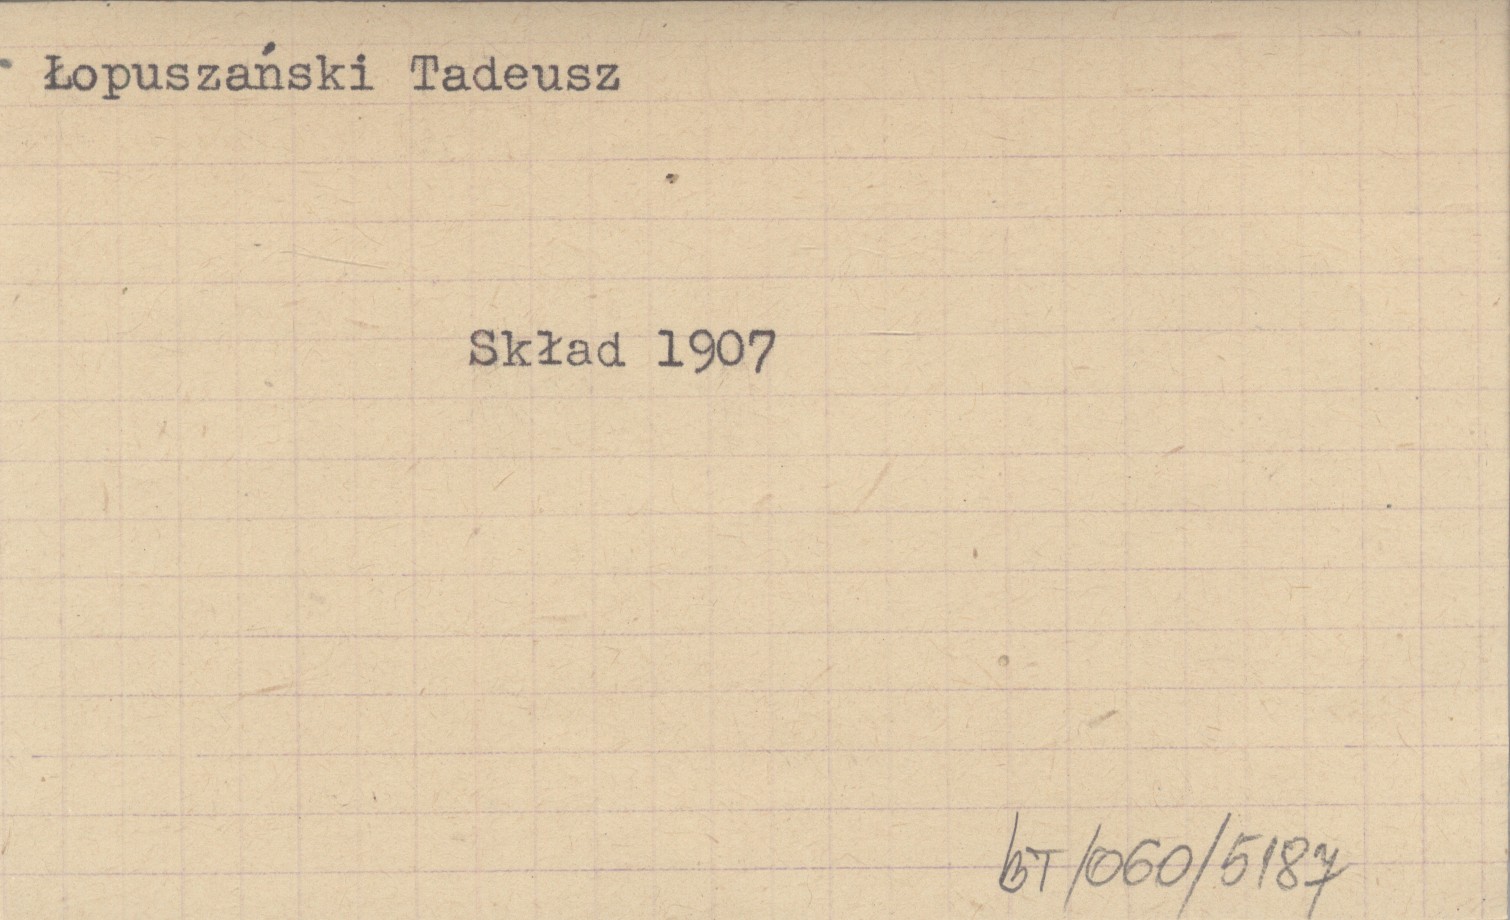 Łopuszański Tadeusz
Skład 1907
BT/060/5187